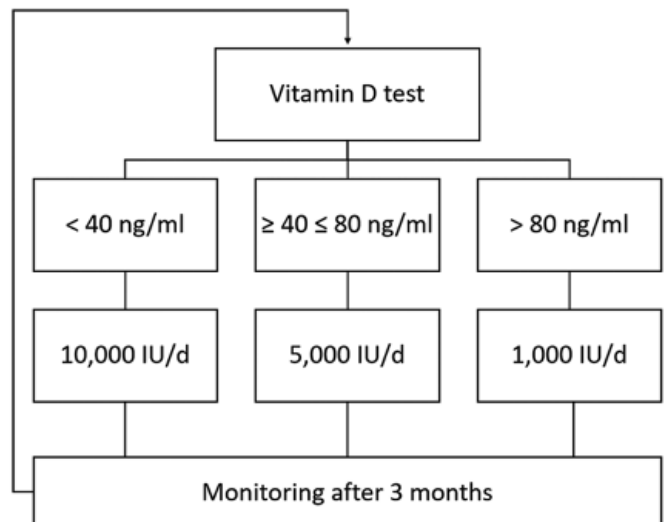 Vitamin D test
< 40 ng/ml
≥ 40 ≤ 80 ng/ml
> 80 ng/ml
10,000 IU/d
5,000 IU/d
1,000 IU/d
Monitoring after 3 months